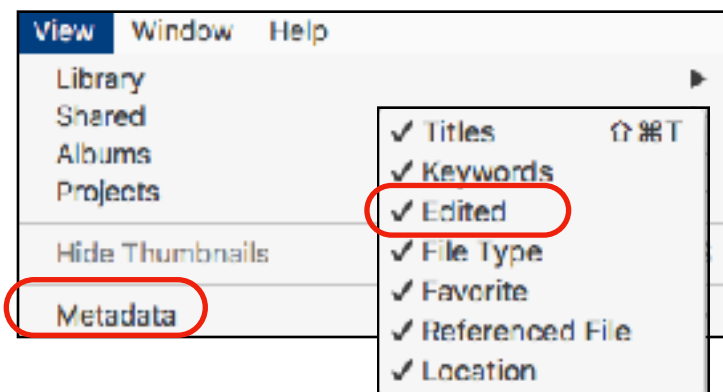 View Window Help
Library ▶
Shared
Albums
Projects
Hide Thumbnails
Metadata
✓ Titles ⇧⌘T
✓ Keywords
✓ Edited
✓ File Type
✓ Favorite
✓ Referenced File
✓ Location